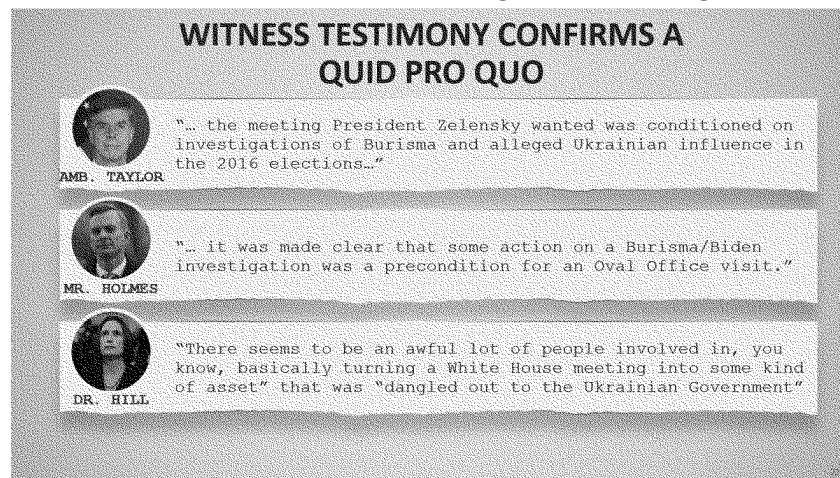 WITNESS TESTIMONY CONFIRMS A
QUID PRO QUO
"… the meeting President Zelensky wanted was conditioned on
investigations of Burisma and alleged Ukrainian influence in
the 2016 elections…"
AMB. TAYLOR
"… it was made clear that some action on a Burisma/Biden
investigation was a precondition for an Oval Office visit."
MR. HOLMES
"There seems to be an awful lot of people involved in, you
know, basically turning a White House meeting into some kind
of asset" that was "dangled out to the Ukrainian Government"
DR. HILL